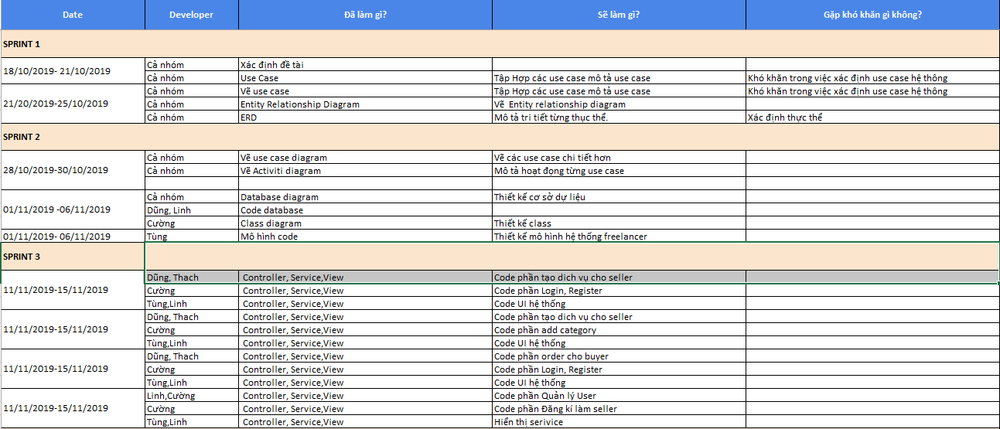 Date Developer Đã làm gì? Sẽ làm gì? Gặp khó khăn gì không?
SPRINT 1
18/10/2019- 21/10/2019
Cả nhóm Xác định đề tài
Cả nhóm Use Case Tập Hợp các use case mô tả use case Khó khăn trong việc xác định use case hệ thông
21/20/2019-25/10/2019
Cả nhóm Vẽ use case Tập Hợp các use case mô tả use case Khó khăn trong việc xác định use case hệ thông
Cả nhóm Entity Relationship Diagram Vẽ Entity relationship diagram
Cả nhóm ERD Mô tả tri tiết từng thục thể. Xác định thực thể
SPRINT 2
28/10/2019-30/10/2019
Cả nhóm Vẽ use case diagram Vẽ các use case chi tiết hơn
Cả nhóm Vẽ Activiti diagram Mô tả hoạt đọng từng use case
01/11/2019 -06/11/2019
Cả nhóm Database diagram Thiết kế cơ sở dự liệu
Dũng, Linh Code database
Cường Class diagram Thiết kế class
01/11/2019- 06/11/2019 Tùng Mô hình code Thiết kế mô hình hệ thống freelancer
SPRINT 3
11/11/2019-15/11/2019
Dũng, Thach Controller, Service,View Code phần tạo dich vụ cho seller
Cường Controller, Service,View Code phần Login, Register
Tùng,Linh Controller, Service,View Code UI hệ thống
11/11/2019-15/11/2019
Dũng, Thach Controller, Service,View Code phần tạo dich vụ cho seller
Cường Controller, Service,View Code phần add category
Tùng,Linh Controller, Service,View Code UI hệ thống
11/11/2019-15/11/2019
Dũng, Thach Controller, Service,View Code phần order cho buyer
Cường Controller, Service,View Code phần Login, Register
Tùng,Linh Controller, Service,View Code UI hệ thống
11/11/2019-15/11/2019
Linh,Cường Controller, Service,View Code phần Quản lý User
Cường Controller, Service,View Code phần Đăng kí làm seller
Tùng,Linh Controller, Service,View Hiển thị serivice